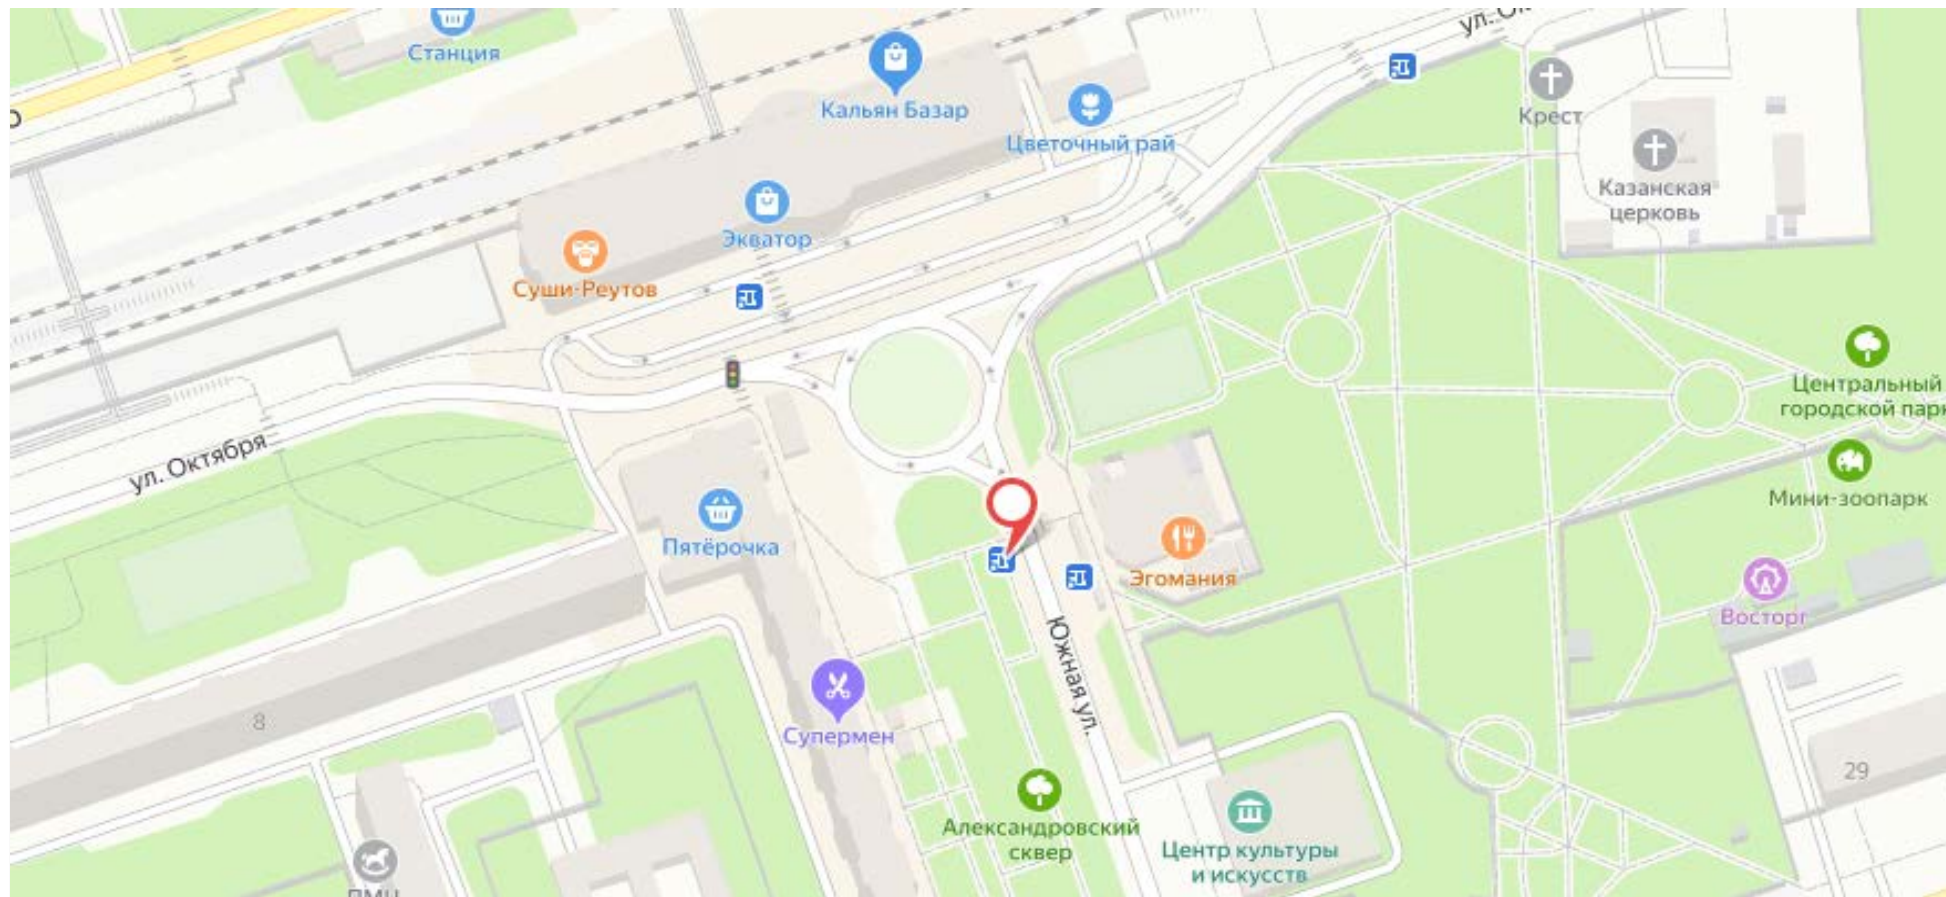 Станция
Кальян Базар
Цветочный рай
Крест
Казанская
церковь
Экватор
Суши-Реутов
Центральный
городской парк
ул. Октября
Мини-зоопарк
Пятёрочка
Эгомания
Восторг
Южная ул.
8
Супермен
29
Александровский
сквер
Центр культуры
и искусств